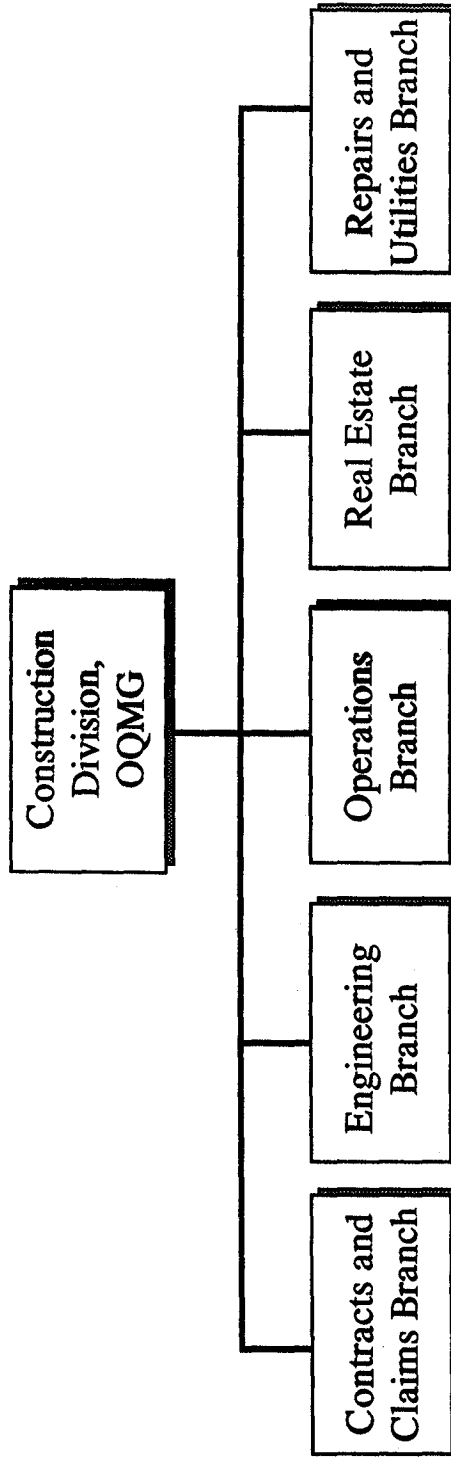 Construction
Division,
OQMG
Contracts and
Claims Branch
Engineering
Branch
Operations
Branch
Real Estate
Branch
Repairs and
Utilities Branch